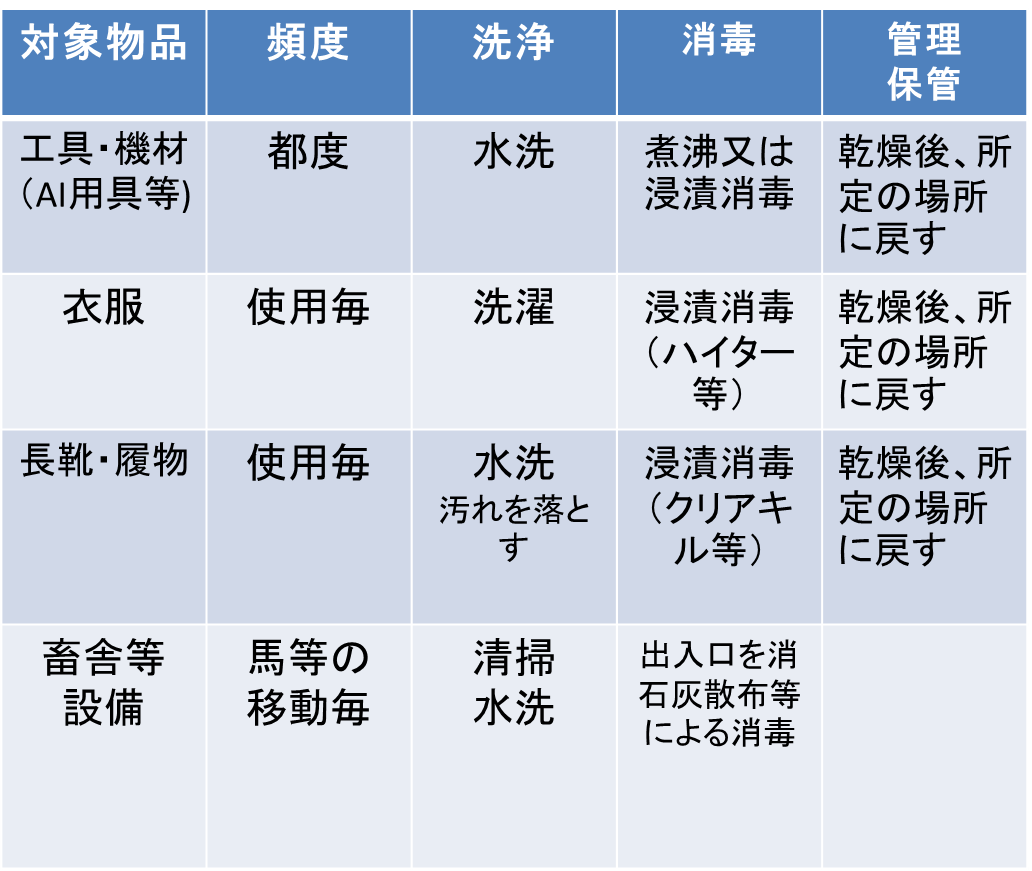 対象物品
頻度
洗浄
消毒
管理
保管
工具・機材
（AI用具等)
都度
水洗
煮沸又は
浸漬消毒
乾燥後、所
定の場所
に戻す
衣服
使用毎
洗濯
浸漬消毒
（ハイター
等）
乾燥後、所
定の場所
に戻す
長靴・履物
使用毎
水洗
汚れを落と
す
浸漬消毒
（クリアキ
ル等）
乾燥後、所
定の場所
に戻す
畜舎等
設備
馬等の
移動毎
清掃
水洗
出入口を消
石灰散布等
による消毒